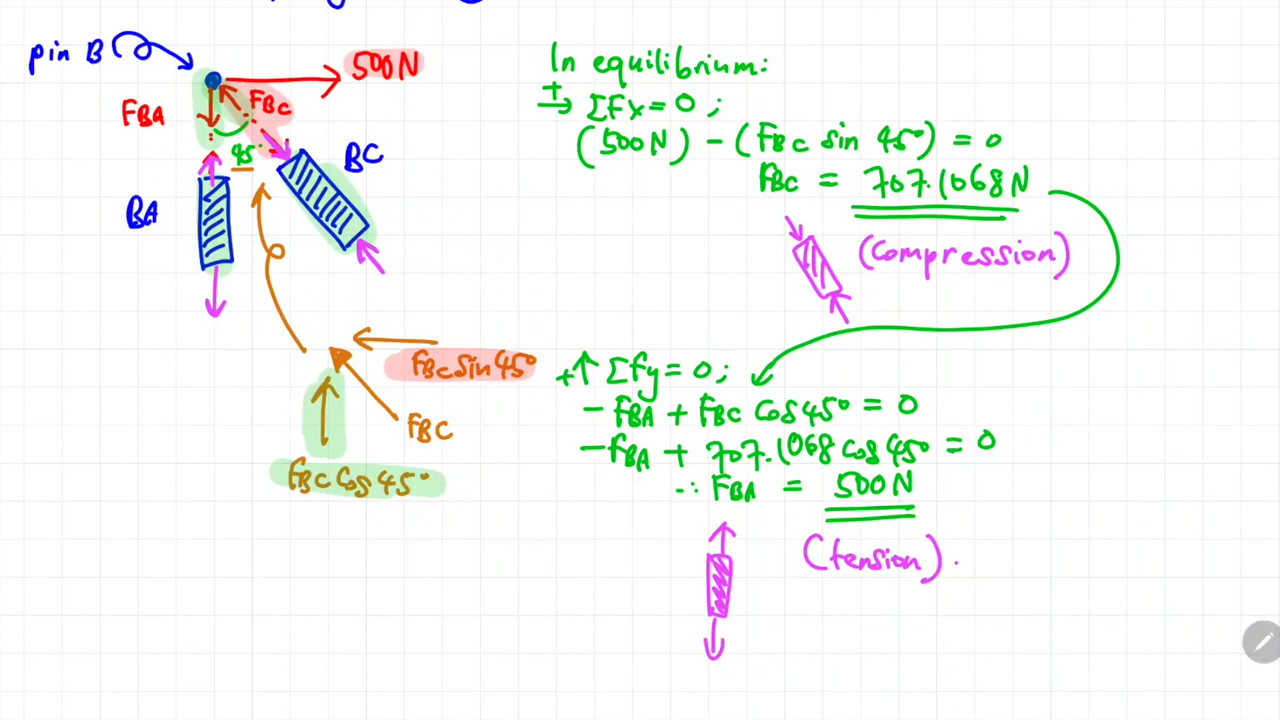 pin B
500N
FBA
FBC
45°
BC
BA
FBC sin 45°
FBC
FBC cos 45°
In equilibrium:
+→ ΣFx = 0 ;
(500N) - (FBC sin 45°) = 0
FBC = 707.1068N
(Compression)
+↑ ΣFy = 0 ;
- FBA + FBC cos 45° = 0
- FBA + 707.1068 cos 45° = 0
∴ FBA = 500N
(tension).